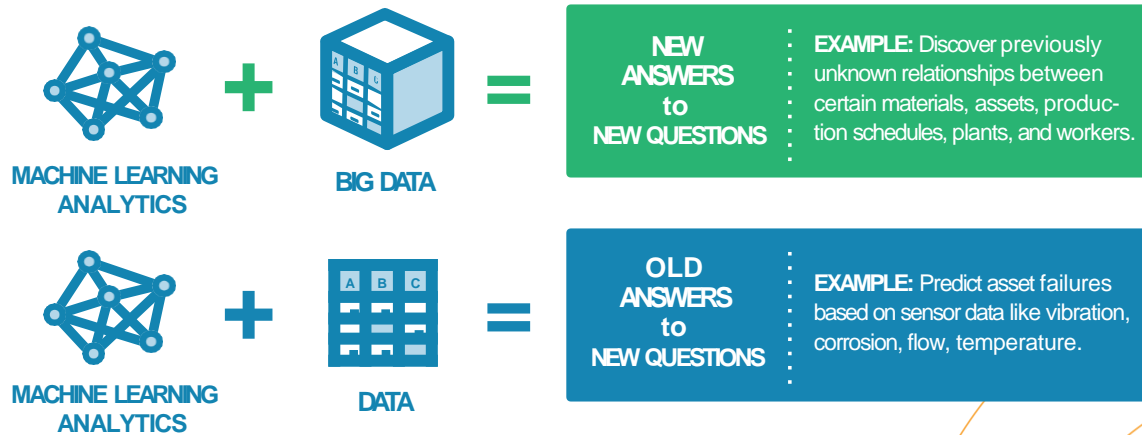 MACHINE LEARNING
ANALYTICS
+
A B C
BIG DATA
=
NEW
ANSWERS
to
NEW QUESTIONS
EXAMPLE: Discover previously
unknown relationships between
certain materials, assets, produc-
tion schedules, plants, and workers.
MACHINE LEARNING
ANALYTICS
+
A B C
DATA
=
OLD
ANSWERS
to
NEW QUESTIONS
EXAMPLE: Predict asset failures
based on sensor data like vibration,
corrosion, flow, temperature.